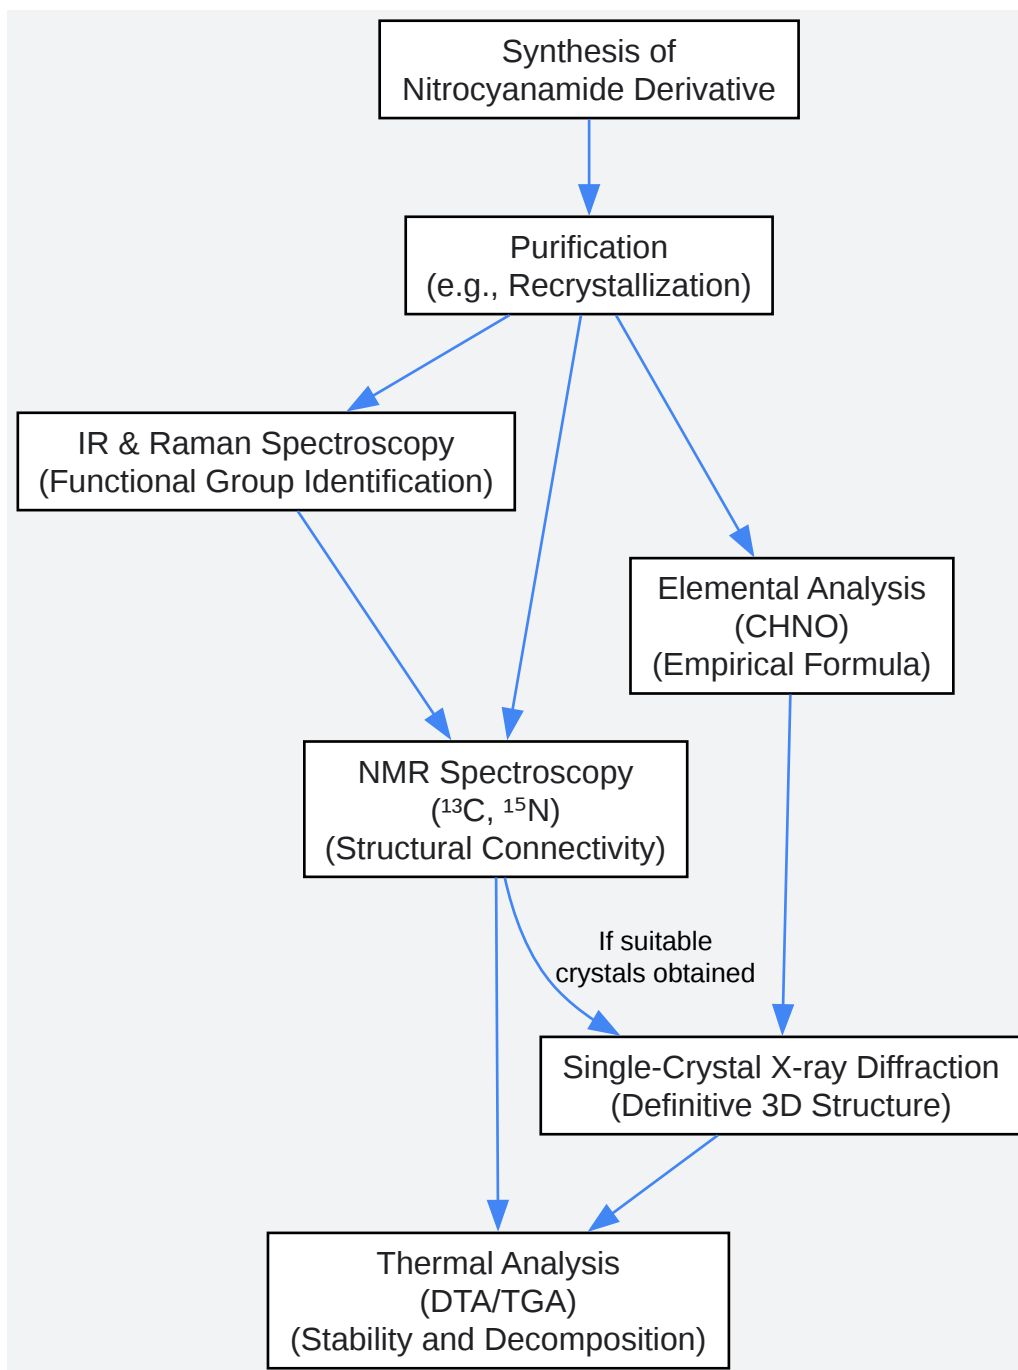 Synthesis of
Nitrocyanamide Derivative
Purification
(e.g., Recrystallization)
IR & Raman Spectroscopy
(Functional Group Identification)
Elemental Analysis
(CHNO)
(Empirical Formula)
NMR Spectroscopy
(¹³C, ¹⁵N)
(Structural Connectivity)
If suitable
crystals obtained
Single-Crystal X-ray Diffraction
(Definitive 3D Structure)
Thermal Analysis
(DTA/TGA)
(Stability and Decomposition)